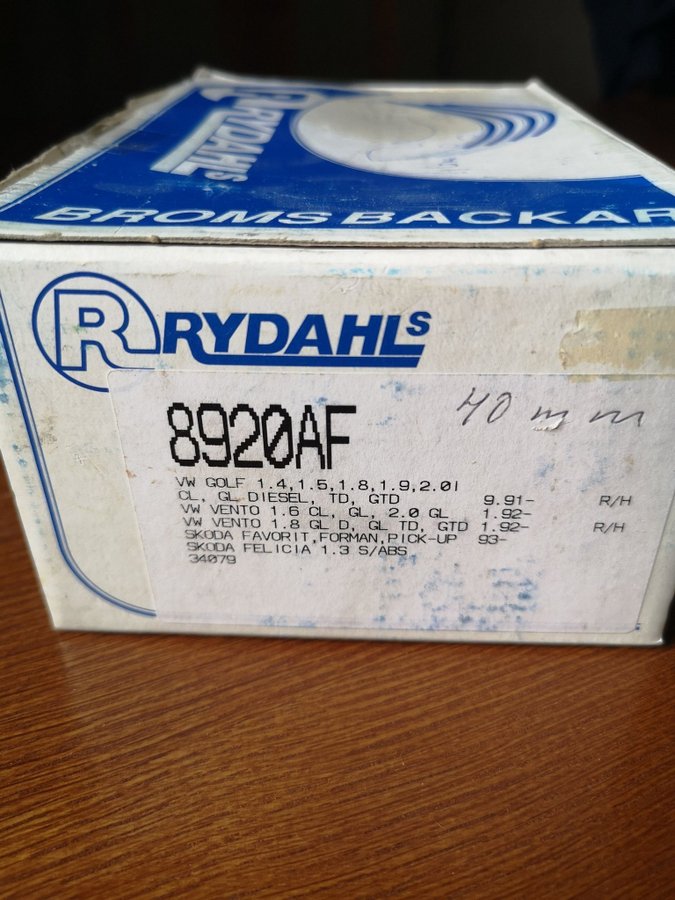 RYDAHLS
BROMSBACKAR
R RYDAHLS
8920AF
40 mm
VW GOLF 1.4,1.5,1.8,1.9,2.0i
CL, GL DIESEL, TD, GTD 9.91- R/H
VW VENTO 1.6 CL, GL, 2.0 GL 1.92-
VW VENTO 1.8 GL D, GL TD, GTD 1.92- R/H
SKODA FAVORIT,FORMAN,PICK-UP 93-
SKODA FELICIA 1.3 S/ABS
34079